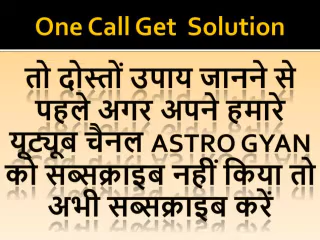 One Call Get Solution
तो दोस्तों उपाय जानने से
पहले अगर अपने हमारे
यूट्यूब चैनल ASTRO GYAN
को सब्सक्राइब नहीं किया तो
अभी सब्सक्राइब करें